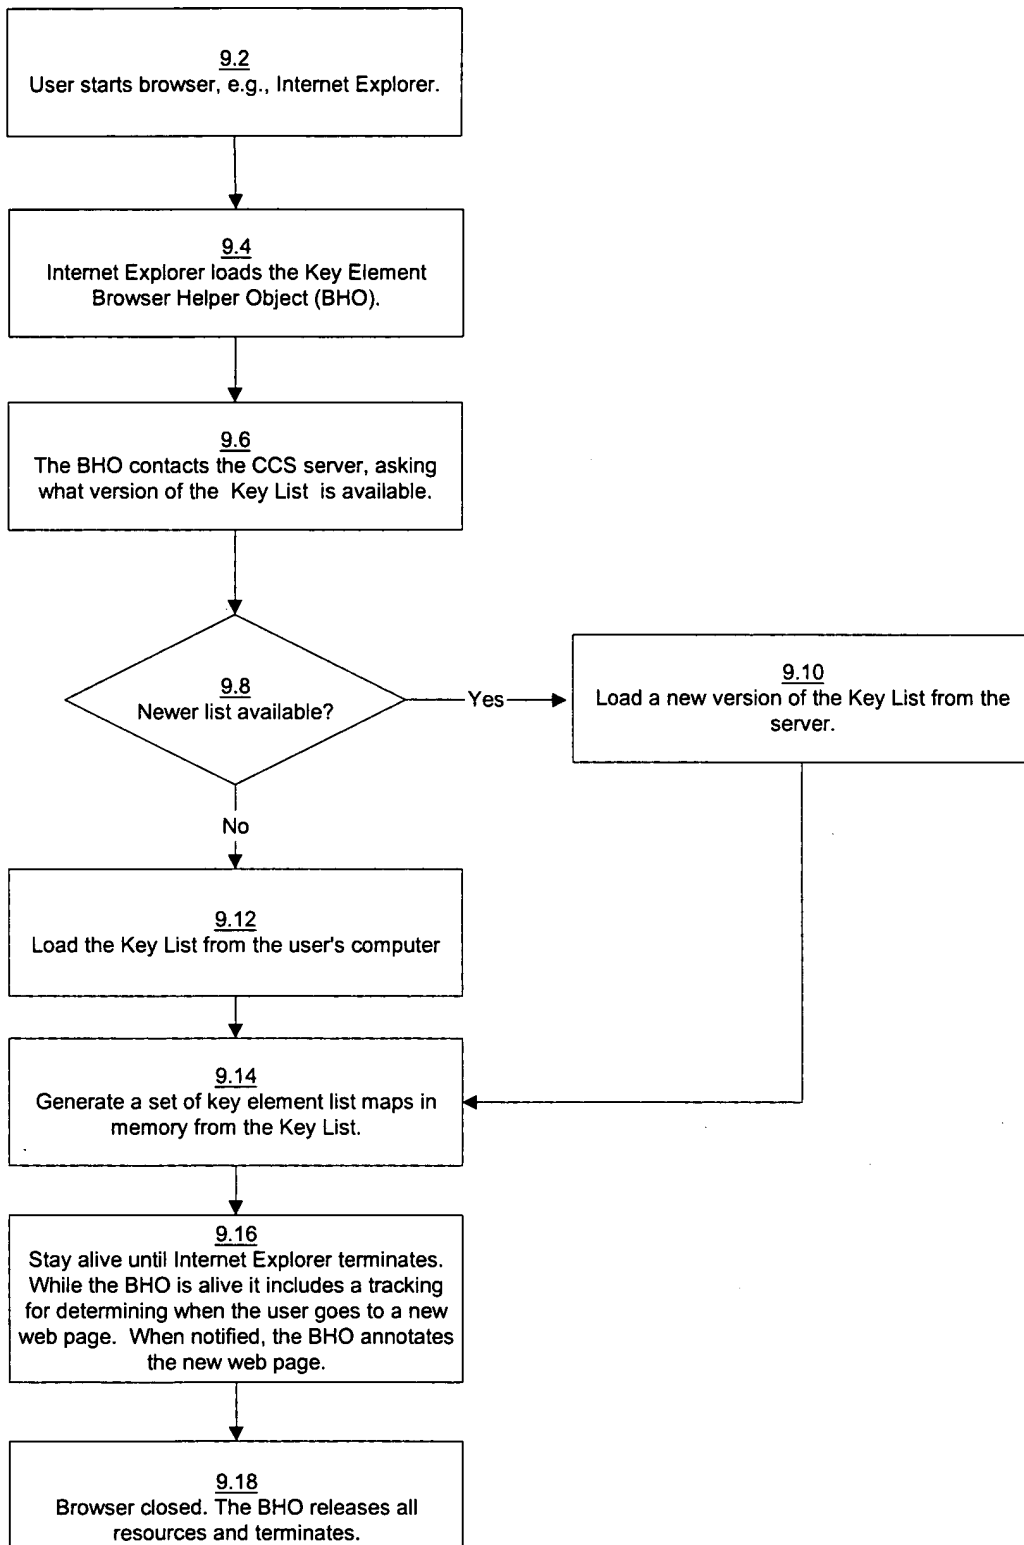 9.2
User starts browser, e.g., Internet Explorer.
9.4
Internet Explorer loads the Key Element
Browser Helper Object (BHO).
9.6
The BHO contacts the CCS server, asking
what version of the Key List is available.
9.8
Newer list available?
Yes
9.10
Load a new version of the Key List from the
server.
No
9.12
Load the Key List from the user's computer
9.14
Generate a set of key element list maps in
memory from the Key List.
9.16
Stay alive until Internet Explorer terminates.
While the BHO is alive it includes a tracking
for determining when the user goes to a new
web page. When notified, the BHO annotates
the new web page.
9.18
Browser closed. The BHO releases all
resources and terminates.